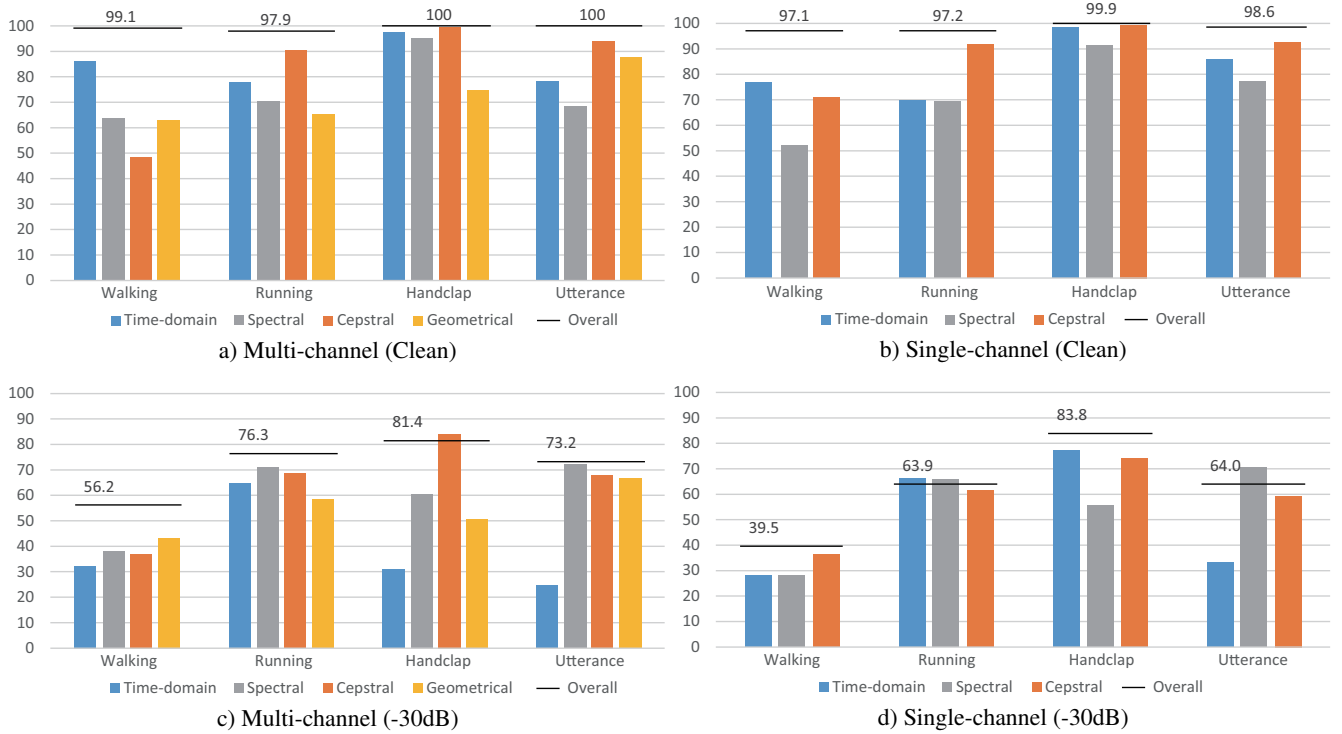 99.1 97.9 100 100
100
90
80
70
60
50
40
30
20
10
0
Walking Running Handclap Utterance
Time-domain Spectral Cepstral Geometrical Overall
a) Multi-channel (Clean)
97.1 97.2 99.9 98.6
100
90
80
70
60
50
40
30
20
10
0
Walking Running Handclap Utterance
Time-domain Spectral Cepstral Overall
b) Single-channel (Clean)
100
90
80
70
60
50
40
30
20
10
0
56.2 76.3 81.4 73.2
Walking Running Handclap Utterance
Time-domain Spectral Cepstral Geometrical Overall
c) Multi-channel (-30dB)
100
90
80
70
60
50
40
30
20
10
0
39.5 63.9 83.8 64.0
Walking Running Handclap Utterance
Time-domain Spectral Cepstral Overall
d) Single-channel (-30dB)